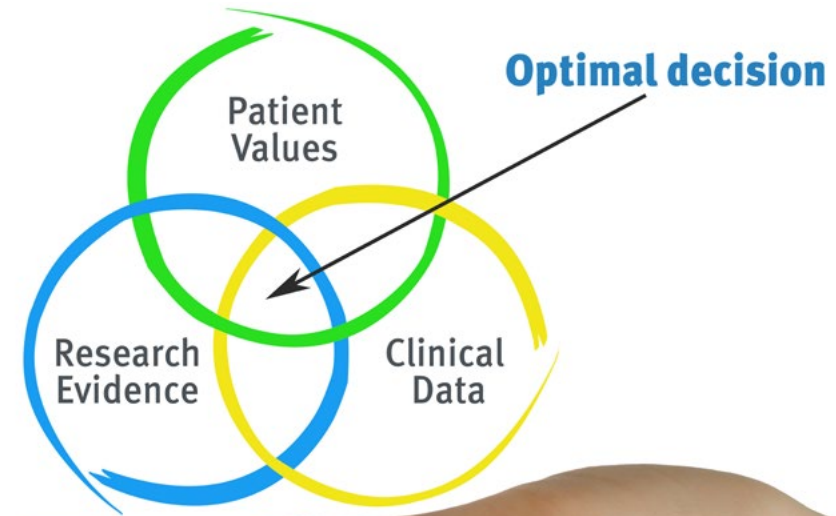 Optimal decision
Patient
Values
Research
Evidence
Clinical
Data